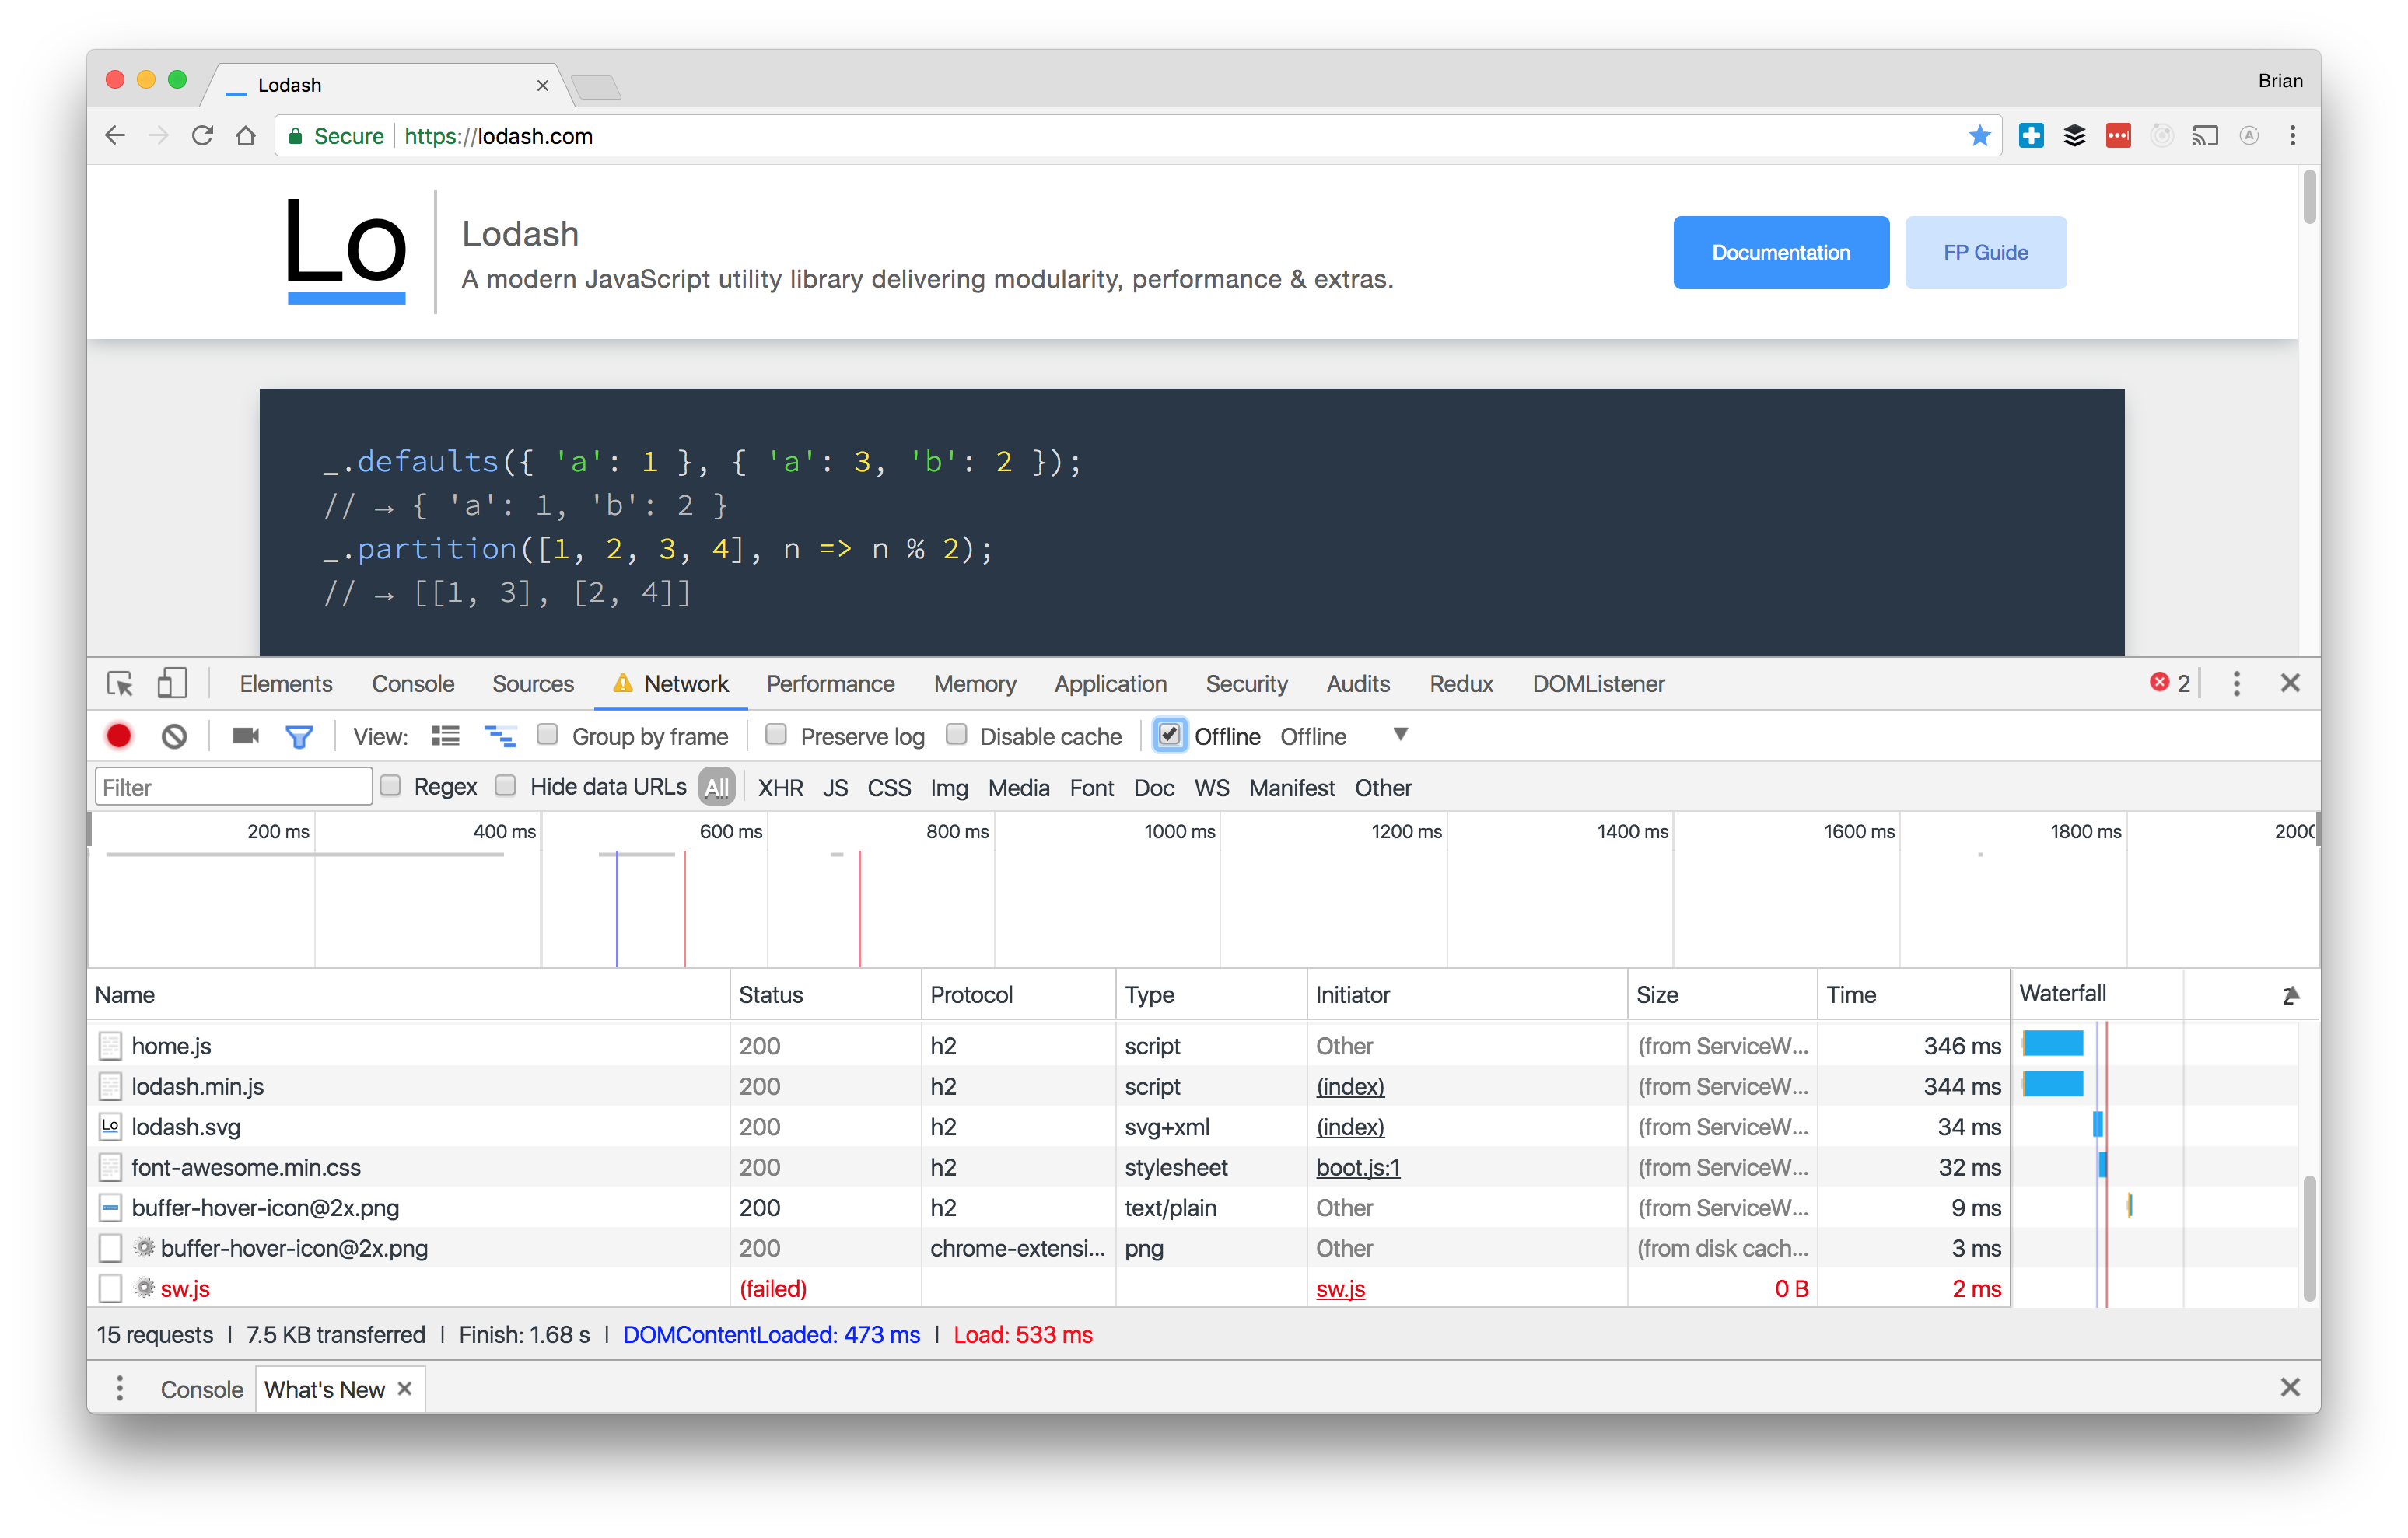 Lodash
Brian
Secure https://lodash.com
Lo
Lodash
A modern JavaScript utility library delivering modularity, performance & extras.
Documentation
FP Guide
_.defaults({ 'a': 1 }, { 'a': 3, 'b': 2 });
// → { 'a': 1, 'b': 2 }
_.partition([1, 2, 3, 4], n => n % 2);
// → [[1, 3], [2, 4]]
Elements Console Sources Network Performance Memory Application Security Audits Redux DOMListener 2
View: Group by frame Preserve log Disable cache Offline Offline
Filter Regex Hide data URLs All XHR JS CSS Img Media Font Doc WS Manifest Other
200 ms 400 ms 600 ms 800 ms 1000 ms 1200 ms 1400 ms 1600 ms 1800 ms 200
Name Status Protocol Type Initiator Size Time Waterfall 2
home.js 200 h2 script Other (from ServiceW... 346 ms
lodash.min.js 200 h2 script (index) (from ServiceW... 344 ms
Lo lodash.svg 200 h2 svg+xml (index) (from ServiceW... 34 ms
font-awesome.min.css 200 h2 stylesheet boot.js:1 (from ServiceW... 32 ms
buffer-hover-icon@2x.png 200 h2 text/plain Other (from ServiceW... 9 ms
buffer-hover-icon@2x.png 200 chrome-extensi... png Other (from disk cach... 3 ms
sw.js (failed) sw.js 0 B 2 ms
15 requests | 7.5 KB transferred | Finish: 1.68 s | DOMContentLoaded: 473 ms | Load: 533 ms
Console What's New